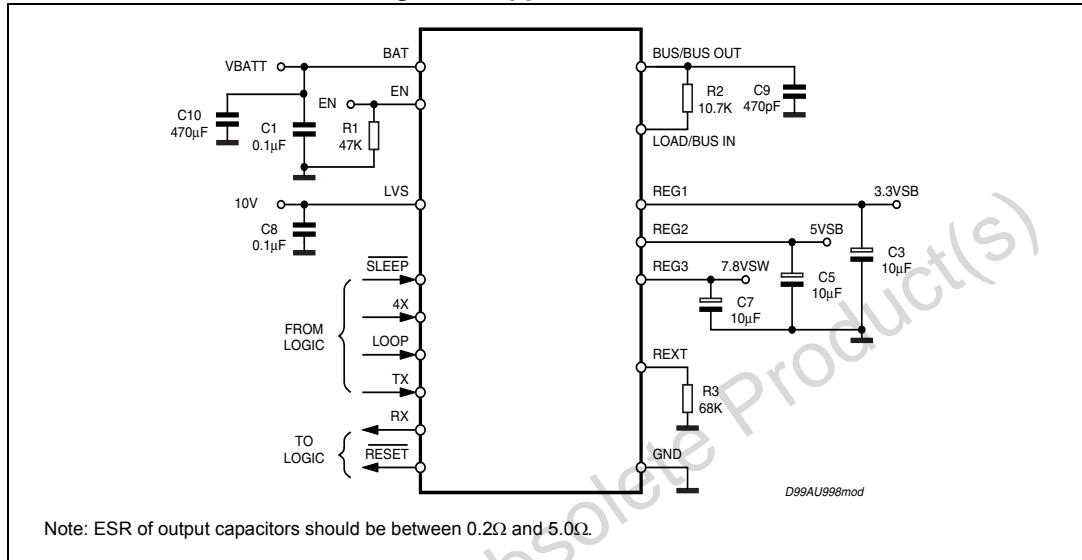 VBATT
BAT
EN
EN
C10
470µF
C1
0.1µF
R1
47K
10V
LVS
C8
0.1µF
SLEEP
4X
LOOP
TX
FROM
LOGIC
RX
RESET
TO
LOGIC
BUS/BUS OUT
R2
10.7K
C9
470pF
LOAD/BUS IN
REG1
3.3VSB
REG2
5VSB
REG3
7.8VSW
C3
10µF
C5
10µF
C7
10µF
REXT
R3
68K
GND
D99AU998mod
Note: ESR of output capacitors should be between 0.2Ω and 5.0Ω.